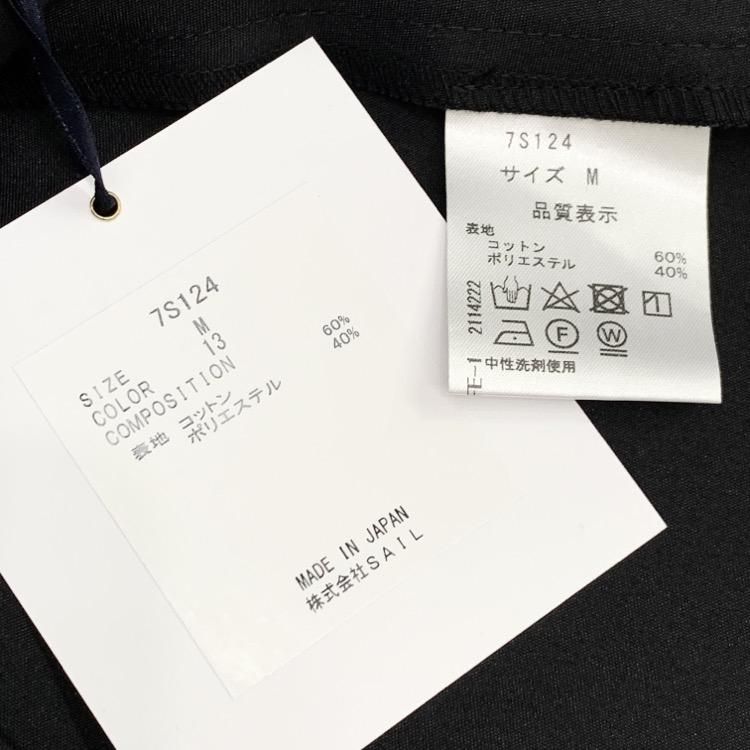 7S124
SIZE M
COLOR 13
COMPOSITION
表地 コットン 60%
ポリエステル 40%
MADE IN JAPAN
株式会社SAIL
7S124
サイズ M
品質表示
表地
コットン 60%
ポリエステル 40%
1
F W
中性洗剤使用
2114222